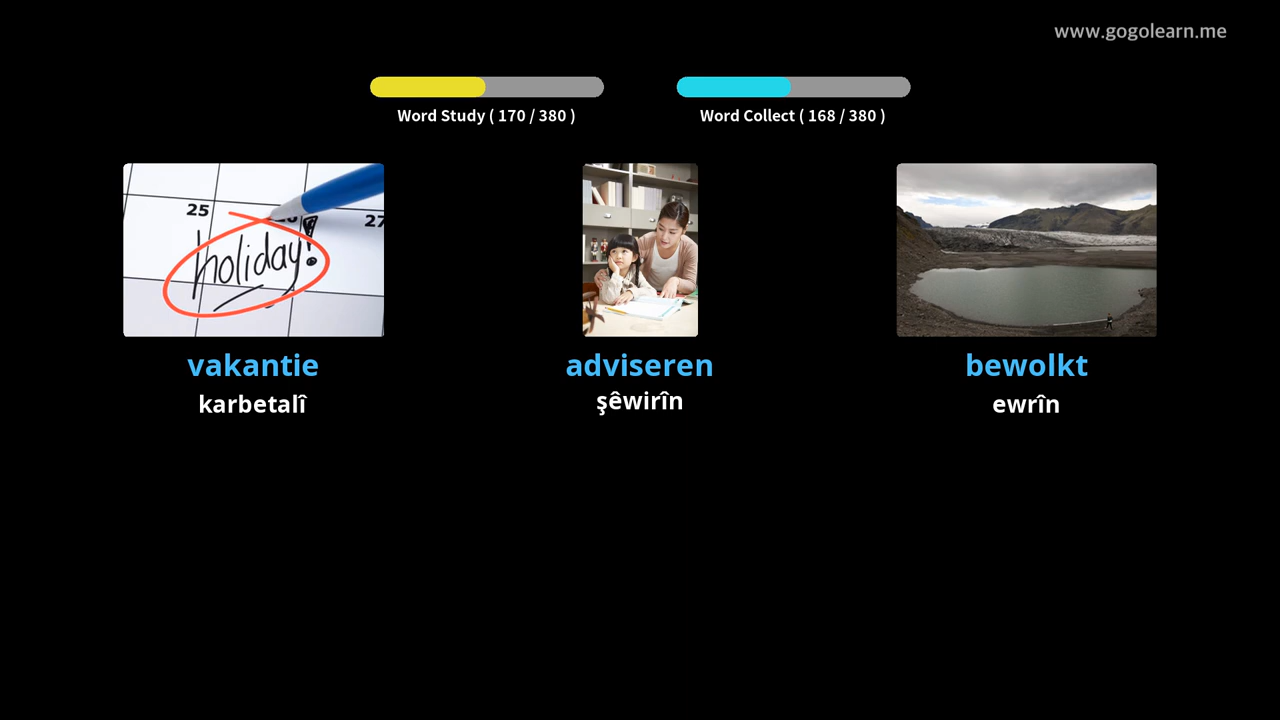 www.gogolearn.me
Word Study ( 170 / 380 )
Word Collect ( 168 / 380 )
25
27
holiday!
vakantie
adviseren
bewolkt
karbetalî
şêwirîn
ewrîn